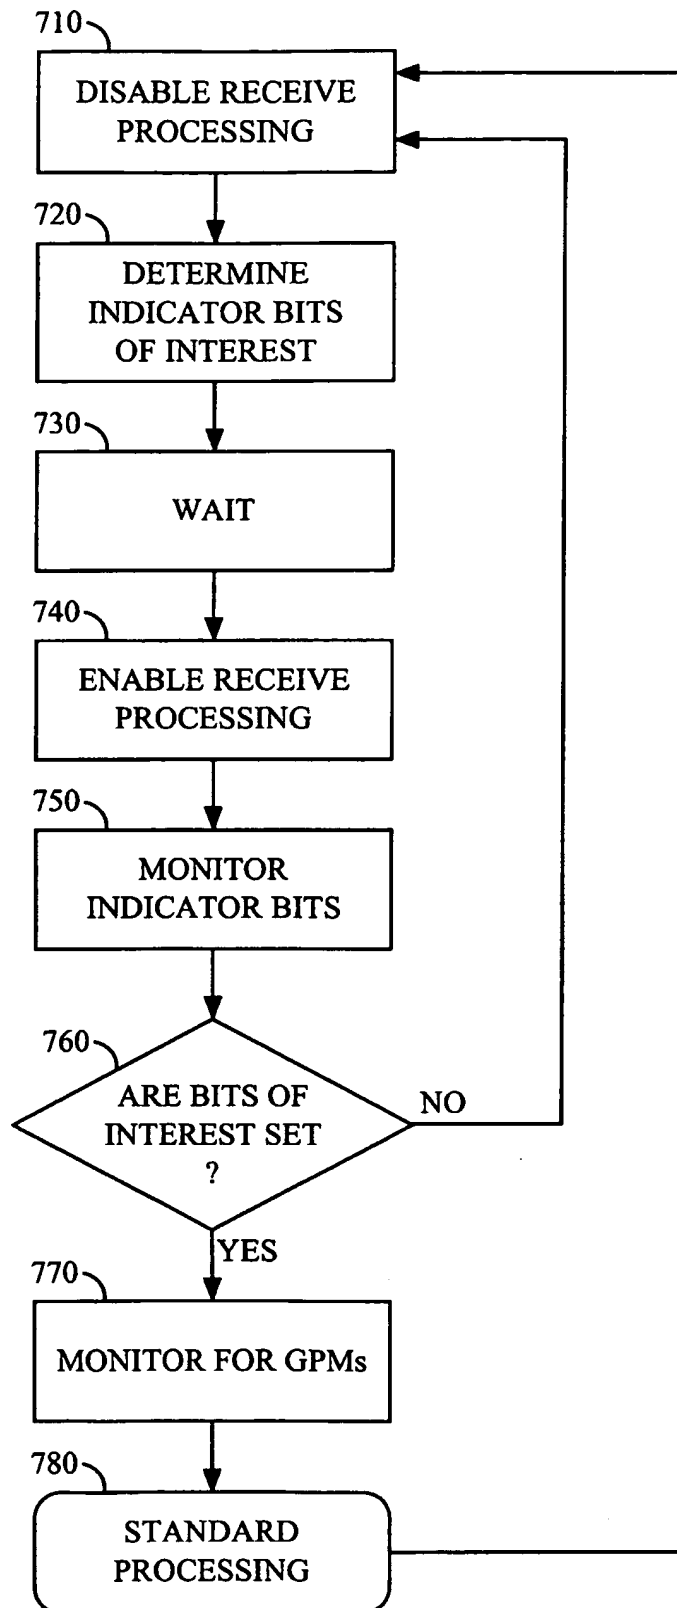 710
DISABLE RECEIVE
PROCESSING
720
DETERMINE
INDICATOR BITS
OF INTEREST
730
WAIT
740
ENABLE RECEIVE
PROCESSING
750
MONITOR
INDICATOR BITS
760
ARE BITS OF
INTEREST SET
?
NO
YES
770
MONITOR FOR GPMs
780
STANDARD
PROCESSING